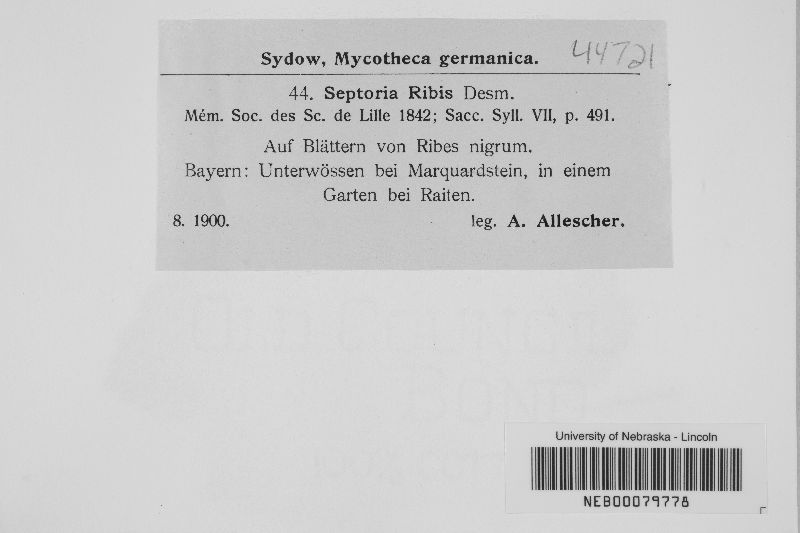 Sydow, Mycotheca germanica. 44721
44. Septoria Ribis Desm.
Mém. Soc. des Sc. de Lille 1842; Sacc. Syll. VII, p. 491.
Auf Blättern von Ribes nigrum.
Bayern: Unterwössen bei Marquardstein, in einem
Garten bei Raiten.
8. 1900. leg. A. Allescher.
University of Nebraska - Lincoln
NEB00079778